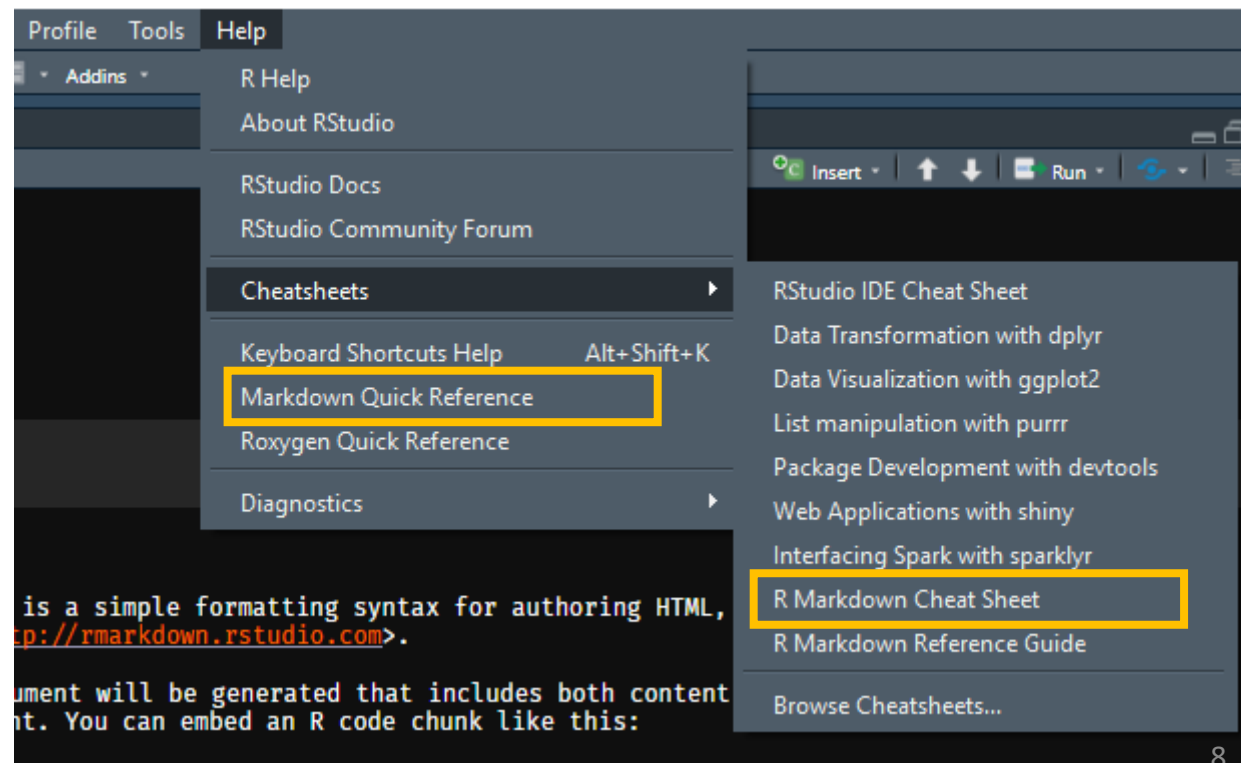 Profile Tools Help
Addins
R Help
About RStudio
Insert Run
RStudio Docs
RStudio Community Forum
Cheatsheets
Keyboard Shortcuts Help Alt+Shift+K
Markdown Quick Reference
Roxygen Quick Reference
Diagnostics
RStudio IDE Cheat Sheet
Data Transformation with dplyr
Data Visualization with ggplot2
List manipulation with purrr
Package Development with devtools
Web Applications with shiny
Interfacing Spark with sparklyr
R Markdown Cheat Sheet
R Markdown Reference Guide
Browse Cheatsheets...
is a simple formatting syntax for authoring HTML,
tp://rmarkdown.rstudio.com>.
ument will be generated that includes both content
nt. You can embed an R code chunk like this:
8